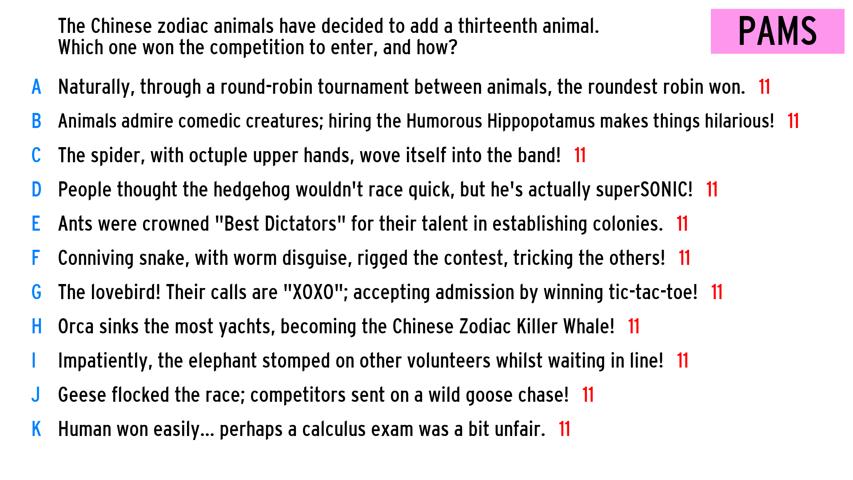 The Chinese zodiac animals have decided to add a thirteenth animal.
Which one won the competition to enter, and how?
PAMS
A Naturally, through a round-robin tournament between animals, the roundest robin won. 11
B Animals admire comedic creatures; hiring the Humorous Hippopotamus makes things hilarious! 11
C The spider, with octuple upper hands, wove itself into the band! 11
D People thought the hedgehog wouldn't race quick, but he's actually superSONIC! 11
E Ants were crowned "Best Dictators" for their talent in establishing colonies. 11
F Conniving snake, with worm disguise, rigged the contest, tricking the others! 11
G The lovebird! Their calls are "XOXO"; accepting admission by winning tic-tac-toe! 11
H Orca sinks the most yachts, becoming the Chinese Zodiac Killer Whale! 11
I Impatiently, the elephant stomped on other volunteers whilst waiting in line! 11
J Geese flocked the race; competitors sent on a wild goose chase! 11
K Human won easily... perhaps a calculus exam was a bit unfair. 11